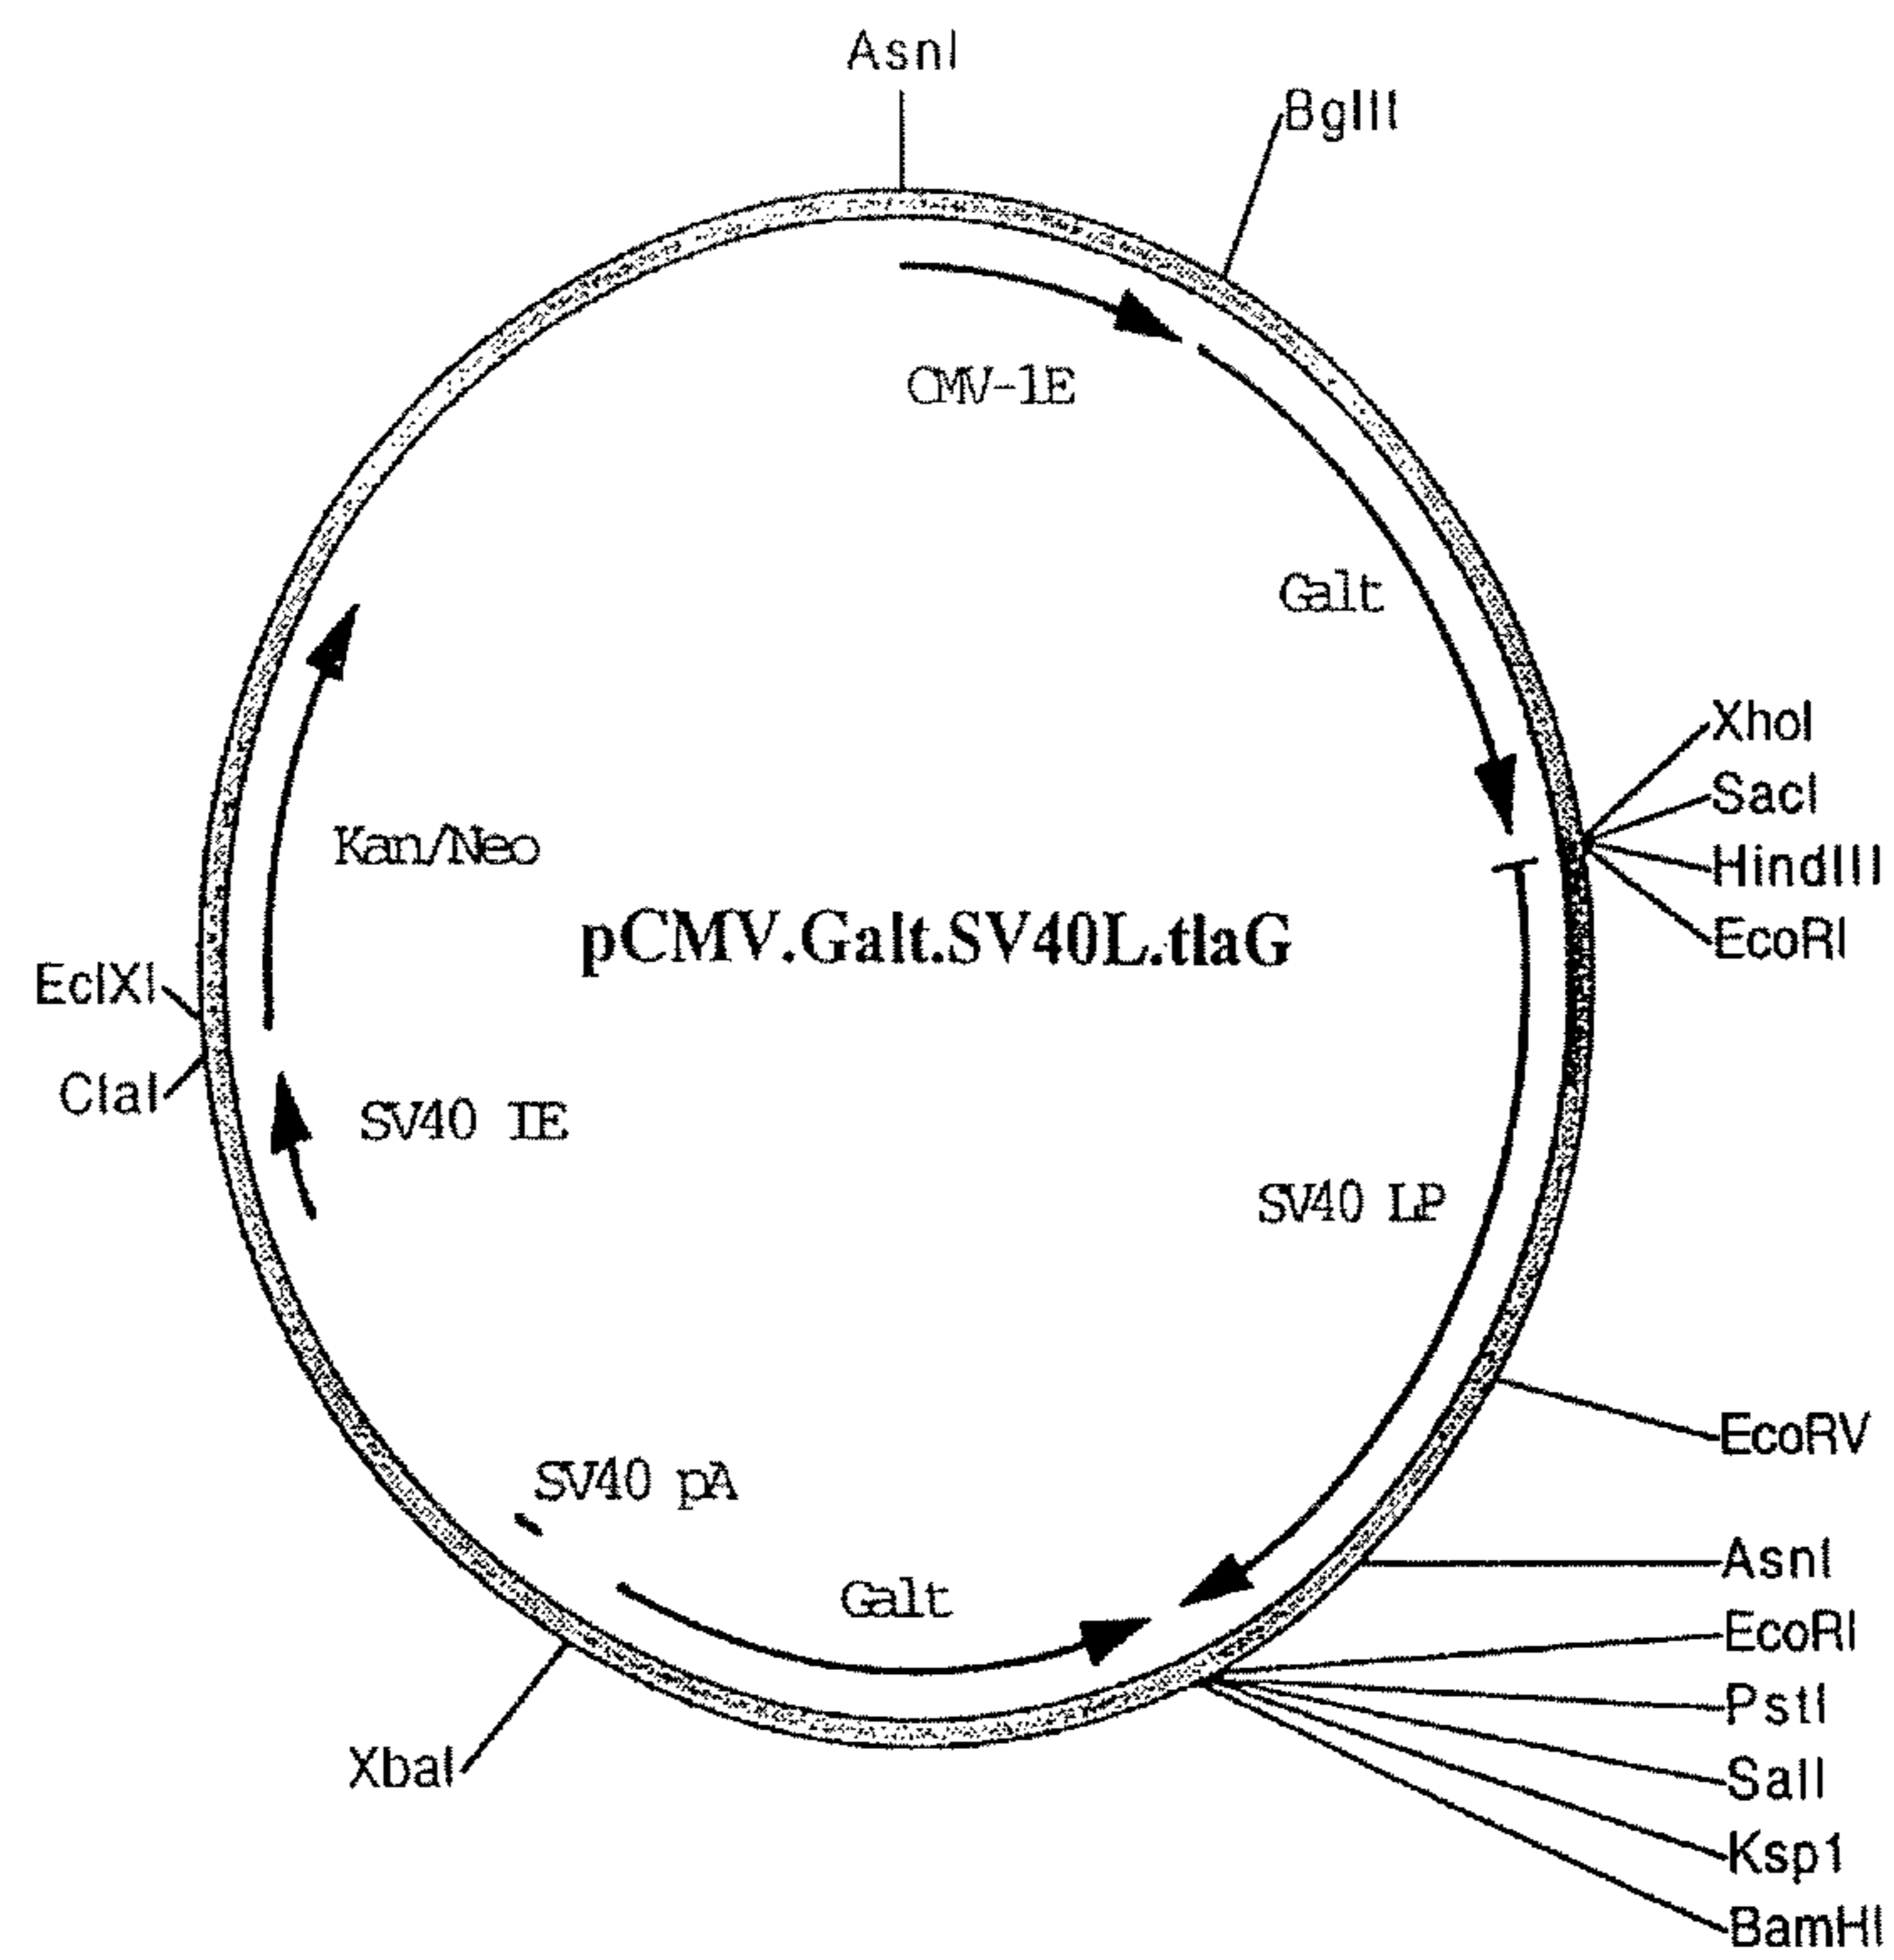 AsnI
BglII
CMV-1E
Galt
XhoI
SacI
HindIII
EcoRI
Kan/Neo
pCMV.Galt.SV40L.tlaG
EclXI
ClaI
SV40 IE
SV40 LP
EcoRV
SV40 pA
AsnI
Galt
EcoRI
PstI
SalI
XbaI
Ksp1
BamHI